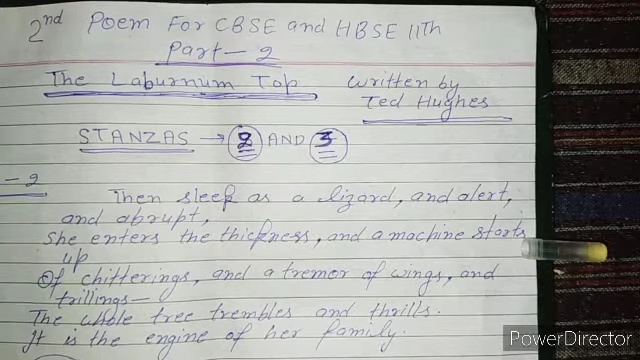 2nd Poem For CBSE and HBSE 11Th
Part - 2
The Laburnum Top written by
Ted Hughes
STANZAS → 2 AND 3
- 2
Then sleek as a lizard, and alert,
and abrupt,
She enters the thickness, and a machine starts
up
Of chitterings, and a tremor of wings, and
trillings—
The whole tree trembles and thrills.
It is the engine of her family.
PowerDirector